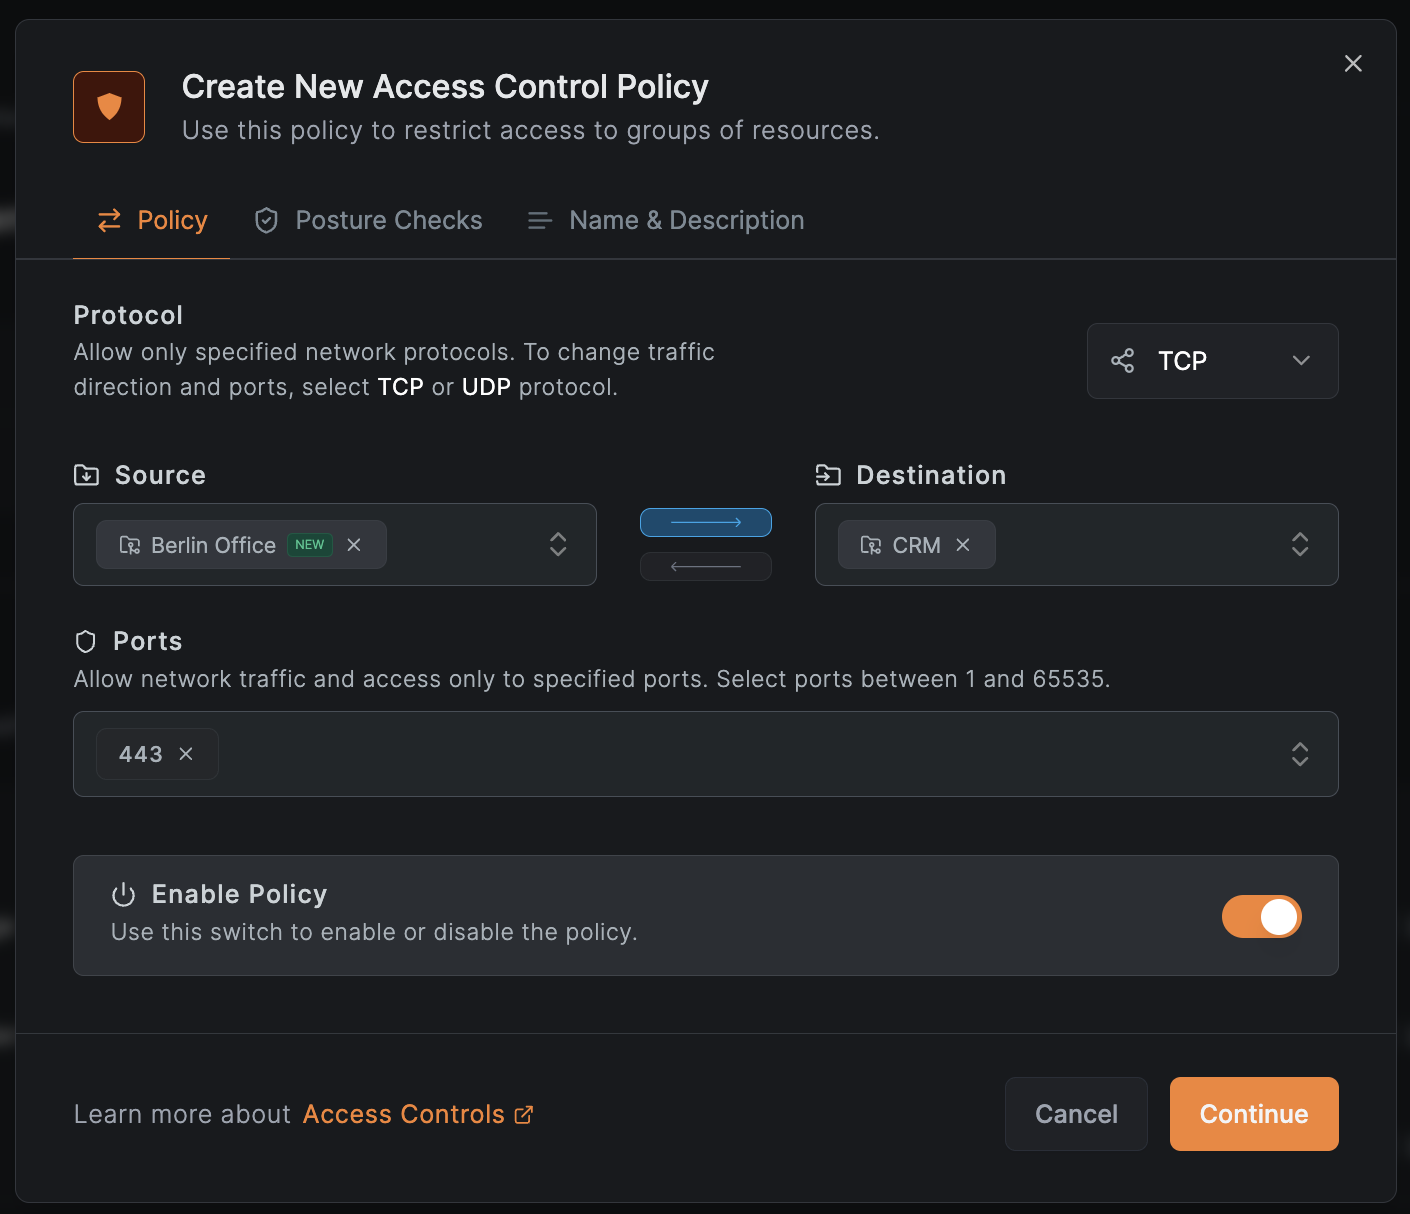 Create New Access Control Policy
Use this policy to restrict access to groups of resources.
Policy
Posture Checks
Name & Description
Protocol
Allow only specified network protocols. To change traffic
direction and ports, select TCP or UDP protocol.
TCP
Source
Destination
Berlin Office NEW
CRM
Ports
Allow network traffic and access only to specified ports. Select ports between 1 and 65535.
443
Enable Policy
Use this switch to enable or disable the policy.
Learn more about Access Controls
Cancel
Continue